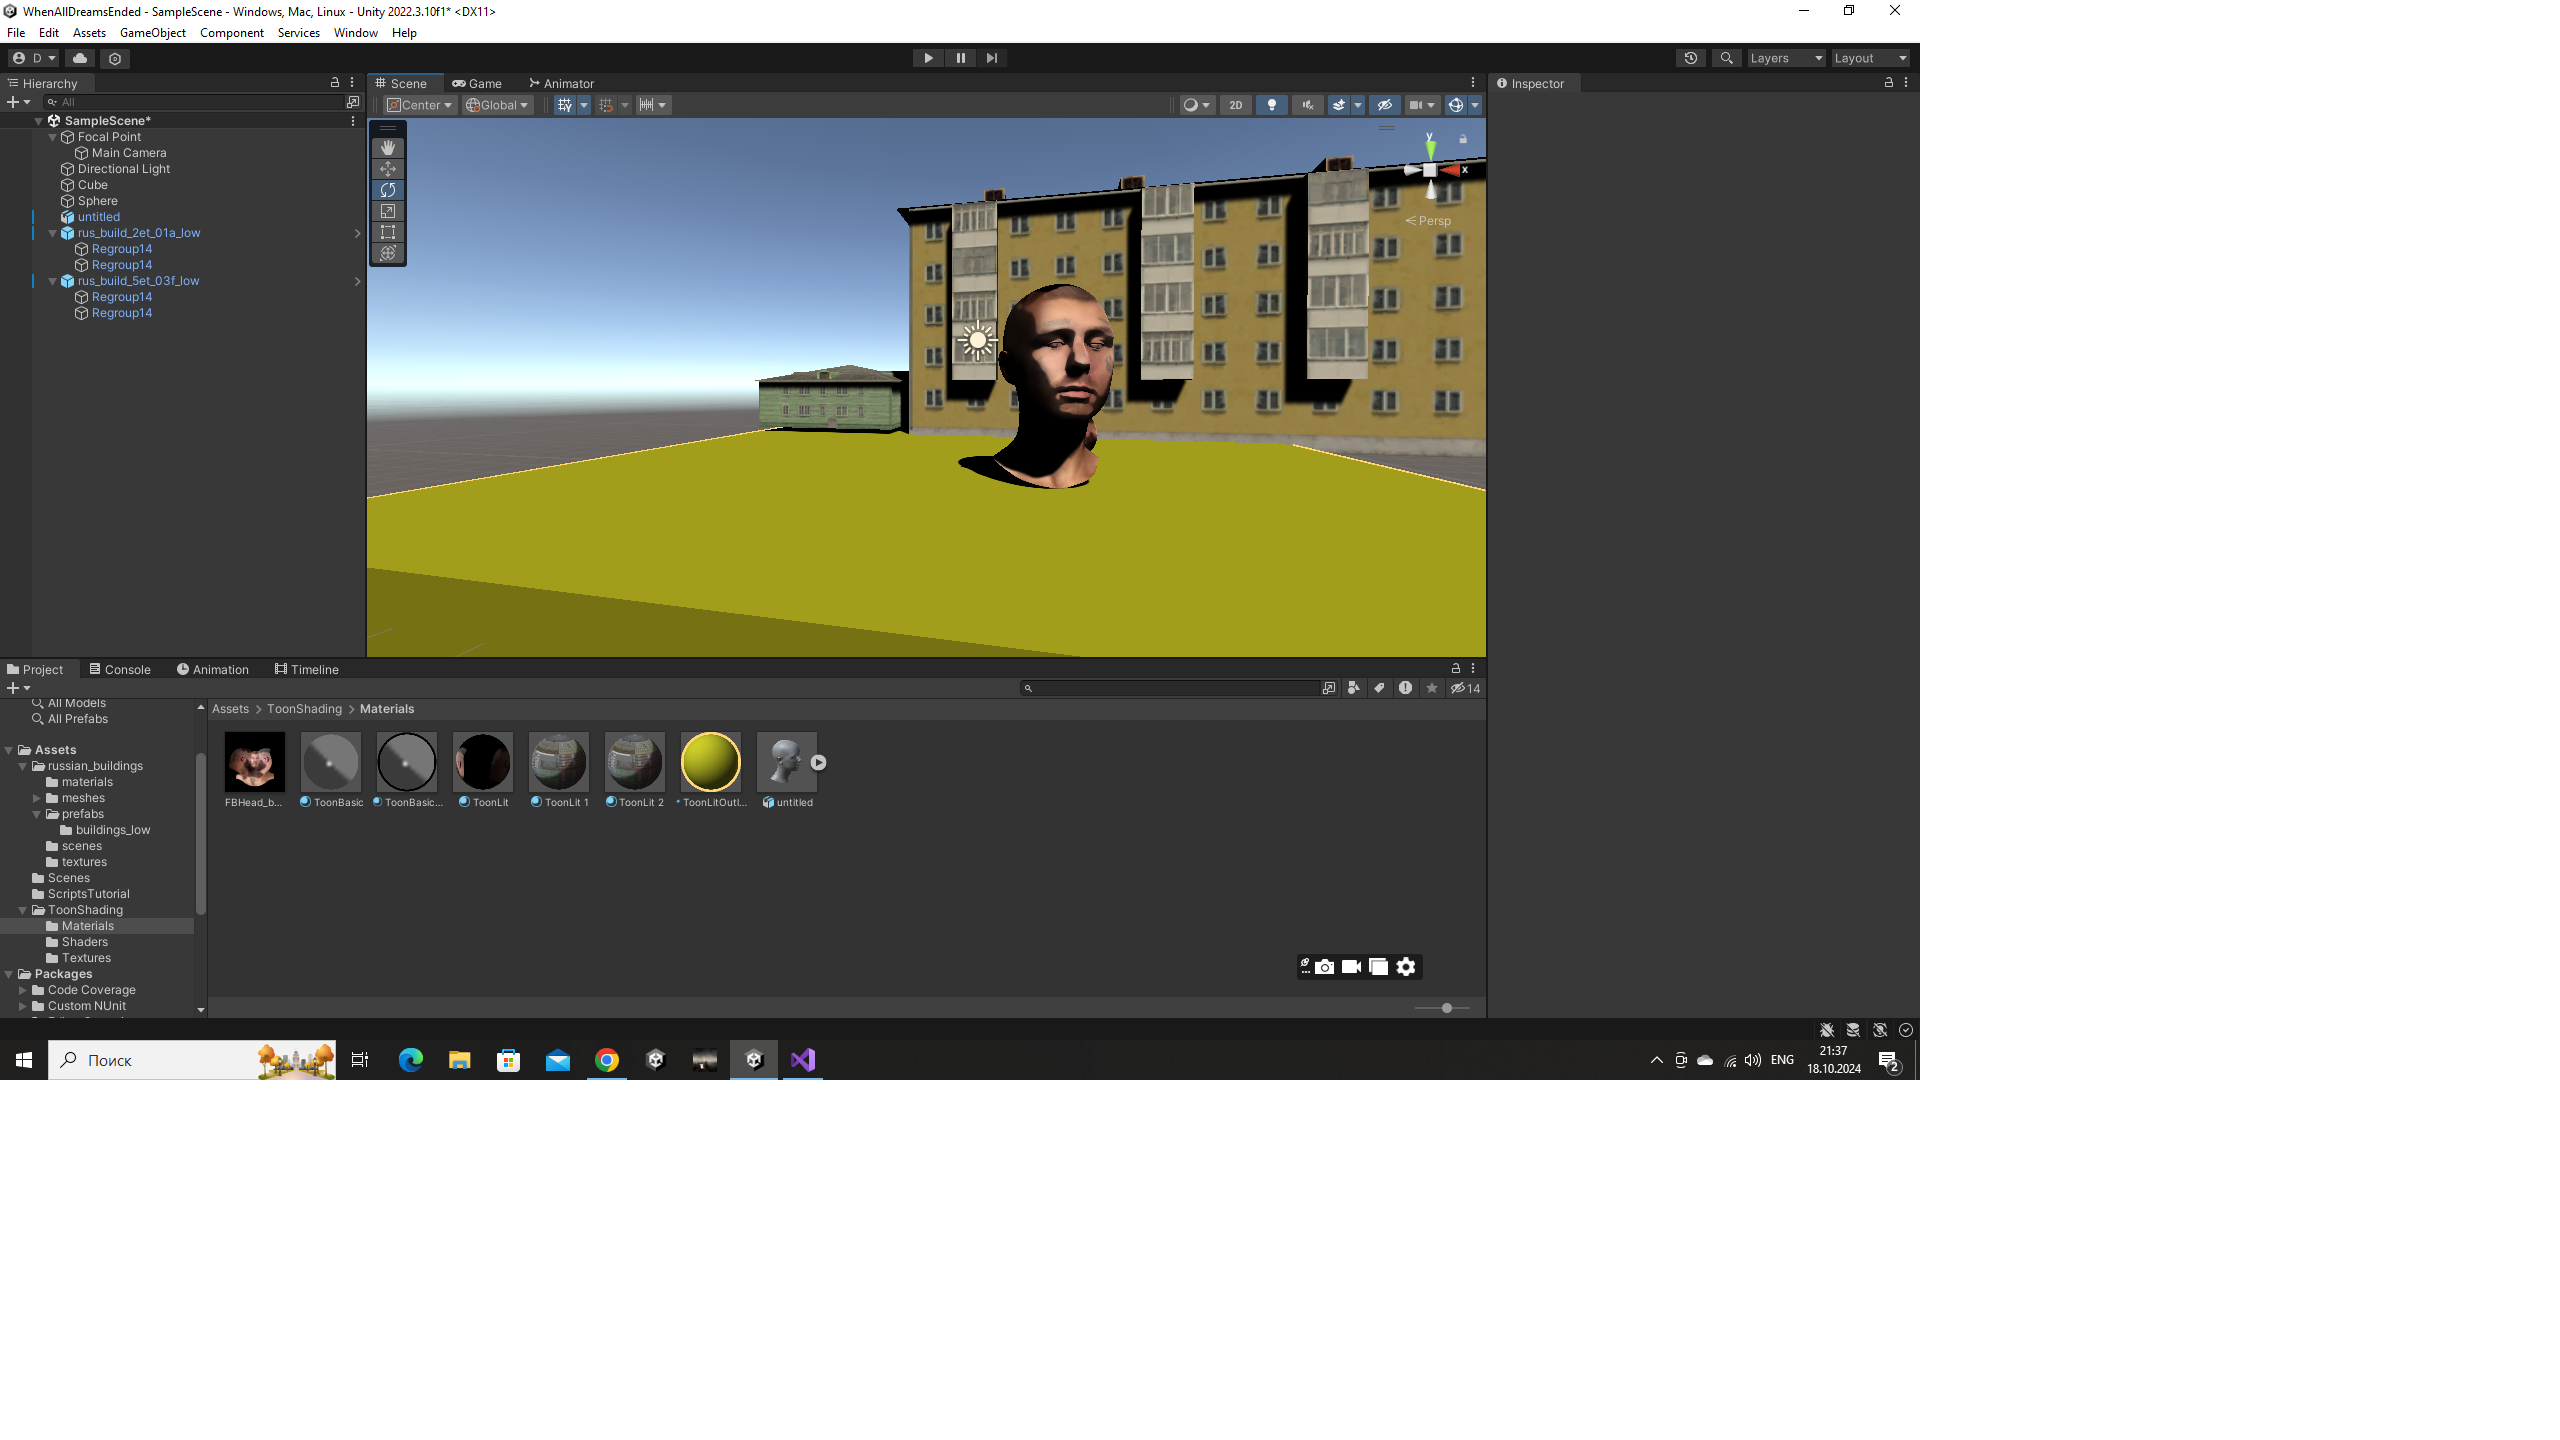 WhenAllDreamsEnded - SampleScene - Windows, Mac, Linux - Unity 2022.3.10f1* <DX11>
File Edit Assets GameObject Component Services Window Help
D Layers Layout
Hierarchy
All
SampleScene*
Focal Point
Main Camera
Directional Light
Cube
Sphere
untitled
rus_build_2et_01a_low
Regroup14
Regroup14
rus_build_5et_03f_low
Regroup14
Regroup14
Scene Game Animator
Center Global 2D
y
x
Persp
Inspector
Project Console Animation Timeline
14
All Models
All Prefabs
Assets
russian_buildings
materials
meshes
prefabs
buildings_low
scenes
textures
Scenes
ScriptsTutorial
ToonShading
Materials
Shaders
Textures
Packages
Code Coverage
Custom NUnit
Assets > ToonShading > Materials
FBHead_b... ToonBasic ToonBasic... ToonLit ToonLit 1 ToonLit 2 ToonLitOutl... untitled
Поиск
ENG
21:37
18.10.2024
2